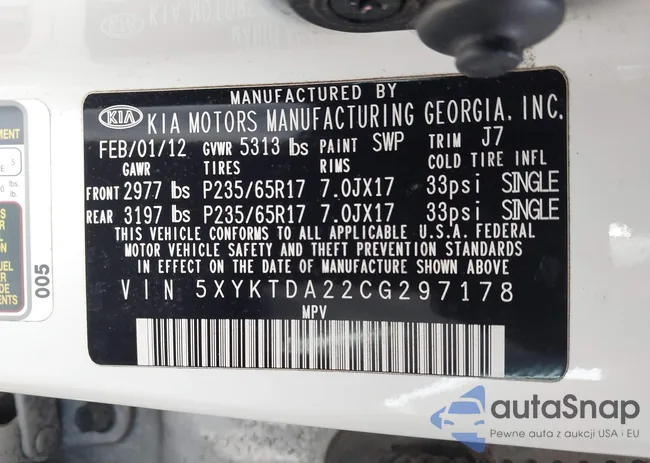 MANUFACTURED BY
KIA KIA MOTORS MANUFACTURING GEORGIA, INC.
FEB/01/12 GVWR 5313 lbs PAINT SWP TRIM J7
GAWR TIRES RIMS COLD TIRE INFL
FRONT 2977 lbs P235/65R17 7.0JX17 33psi SINGLE
REAR 3197 lbs P235/65R17 7.0JX17 33psi SINGLE
THIS VEHICLE CONFORMS TO ALL APPLICABLE U.S.A. FEDERAL
MOTOR VEHICLE SAFETY AND THEFT PREVENTION STANDARDS
IN EFFECT ON THE DATE OF MANUFACTURE SHOWN ABOVE
VIN 5XYKTDA22CG297178
MPV
005
autaSnap
Pewne auta z aukcji USA i EU